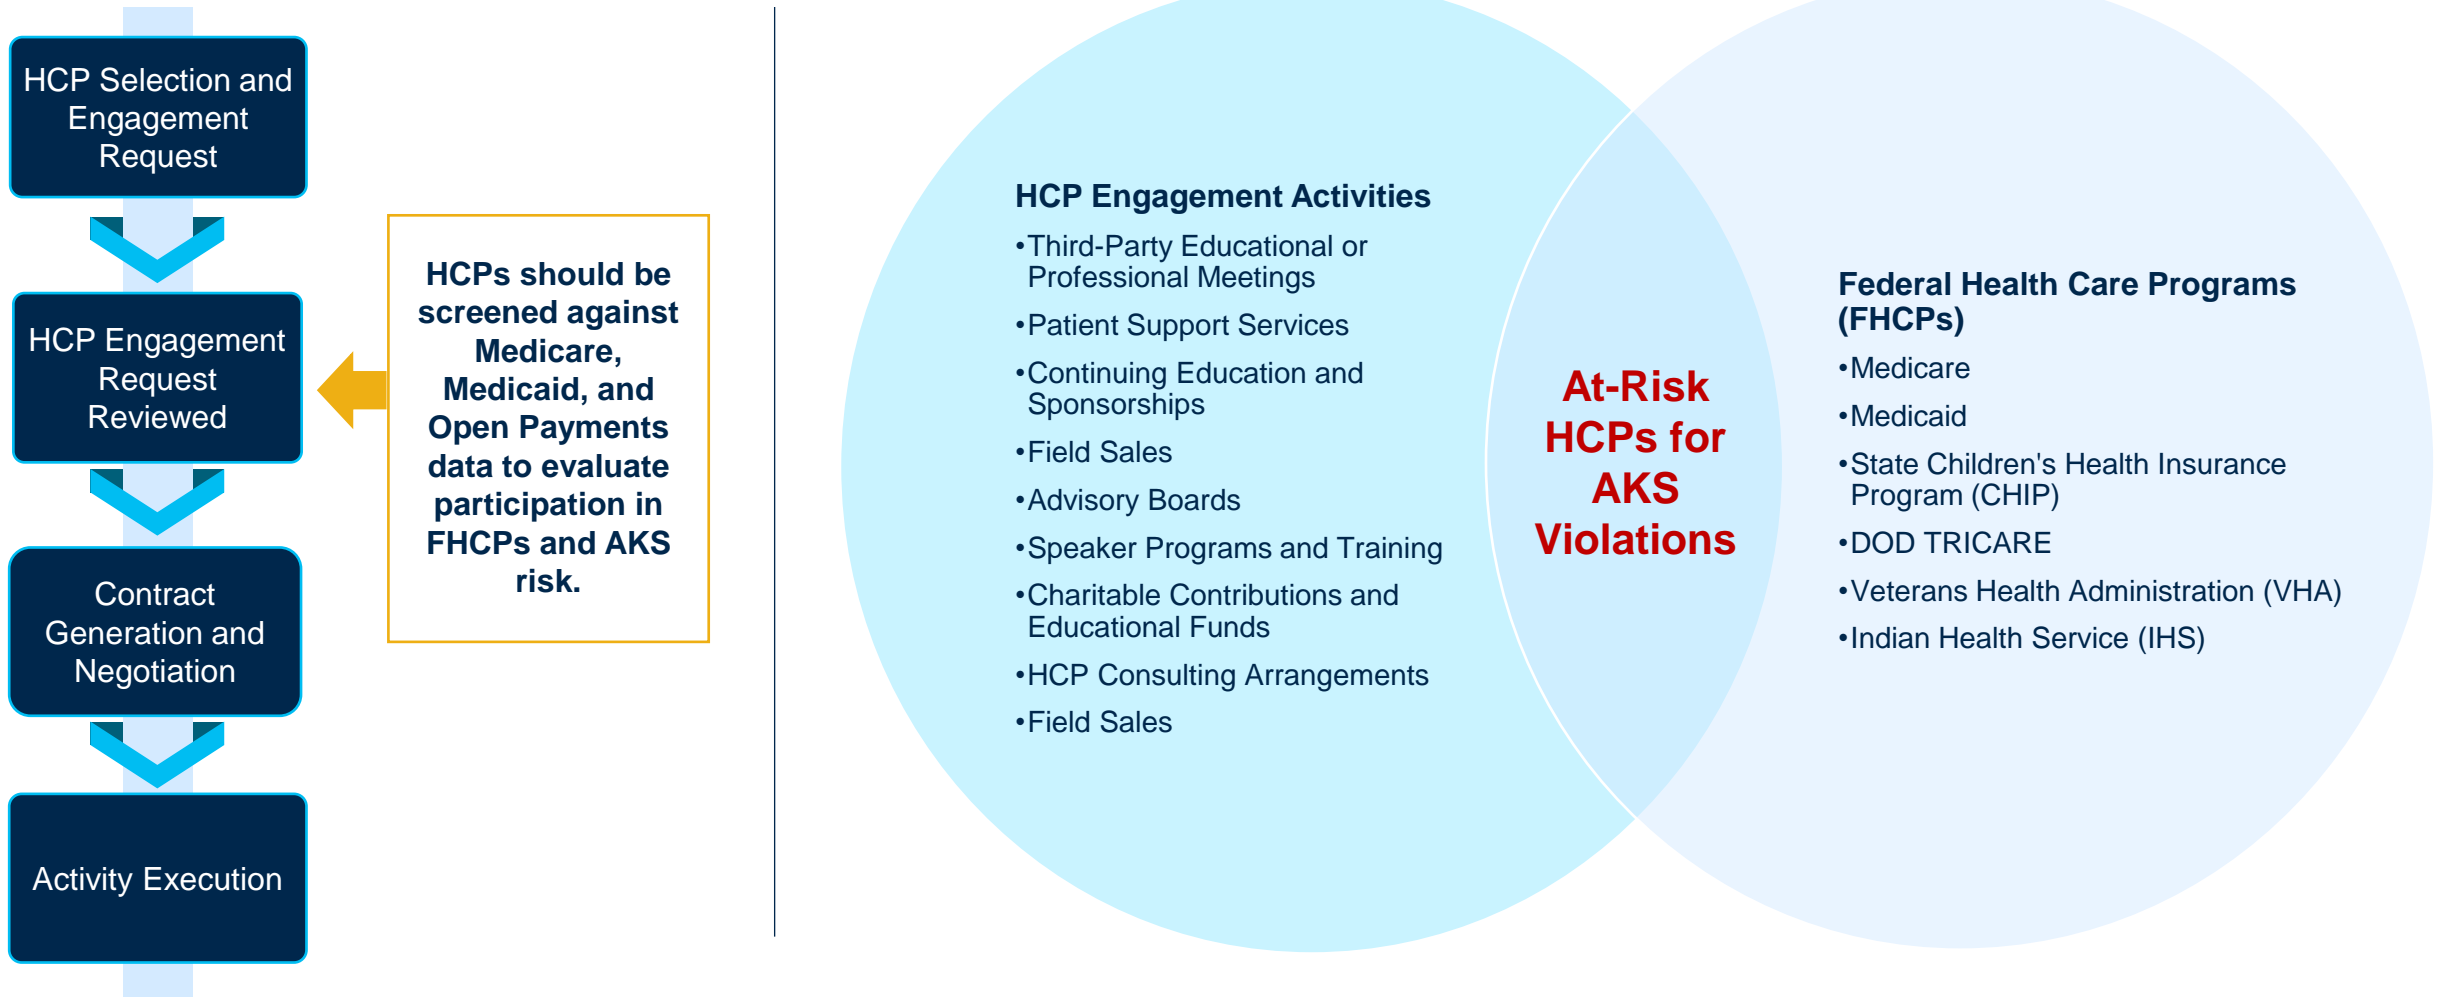 HCP Selection and
Engagement
Request
HCP Engagement
Request
Reviewed
Contract
Generation and
Negotiation
Activity Execution
HCPs should be
screened against
Medicare,
Medicaid, and
Open Payments
data to evaluate
participation in
FHCPs and AKS
risk.
HCP Engagement Activities
•Third-Party Educational or
Professional Meetings
•Patient Support Services
•Continuing Education and
Sponsorships
•Field Sales
•Advisory Boards
•Speaker Programs and Training
•Charitable Contributions and
Educational Funds
•HCP Consulting Arrangements
•Field Sales
At-Risk
HCPs for
AKS
Violations
Federal Health Care Programs
(FHCPs)
•Medicare
•Medicaid
•State Children's Health Insurance
Program (CHIP)
•DOD TRICARE
•Veterans Health Administration (VHA)
•Indian Health Service (IHS)